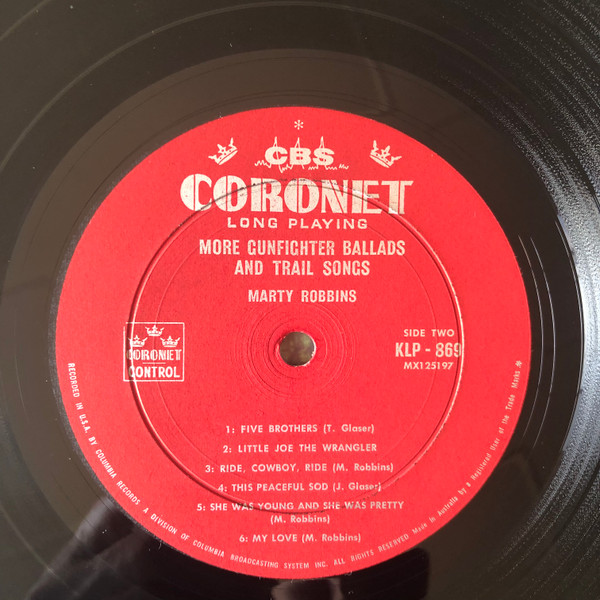 *
CBS
CORONET
LONG PLAYING
MORE GUNFIGHTER BALLADS
AND TRAIL SONGS
MARTY ROBBINS
SIDE TWO
KLP - 869
MX125197
CORONET
CONTROL
1: FIVE BROTHERS (T. Glaser)
2: LITTLE JOE THE WRANGLER
3: RIDE, COWBOY, RIDE (M. Robbins)
4: THIS PEACEFUL SOD (J. Glaser)
5: SHE WAS YOUNG AND SHE WAS PRETTY
(M. Robbins)
6: MY LOVE (M. Robbins)
RECORDED IN U.S.A. BY COLUMBIA RECORDS A DIVISION OF COLUMBIA BROADCASTING SYSTEM INC. ALL RIGHTS RESERVED Made in Australia by a Registered User of the Trade Marks *